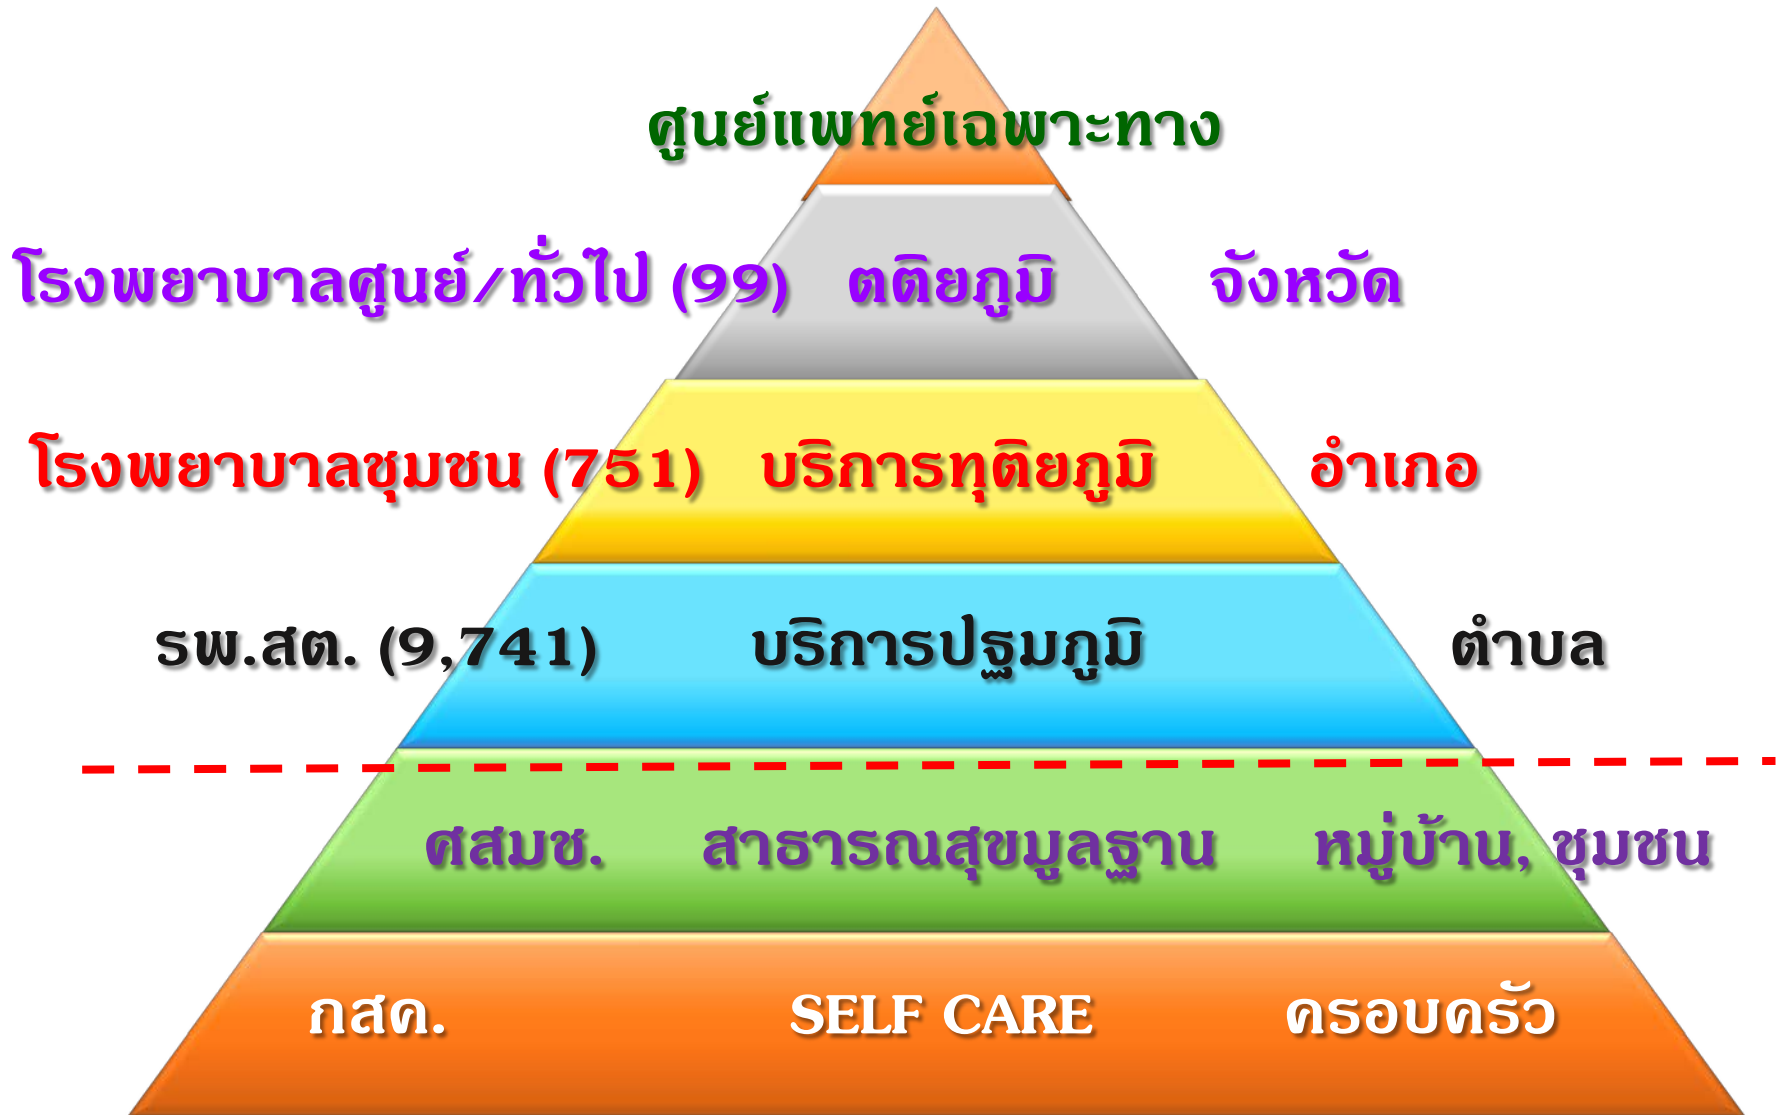 ศูนย์แพทย์เฉพาะทาง
โรงพยาบาลศูนย์/ทั่วไป (99) ตติยภูมิ จังหวัด
โรงพยาบาลชุมชน (751) บริการทุติยภูมิ อำเภอ
รพ.สต. (9,741) บริการปฐมภูมิ ตำบล
ศสมช. สาธารณสุขมูลฐาน หมู่บ้าน, ชุมชน
กสค. SELF CARE ครอบครัว